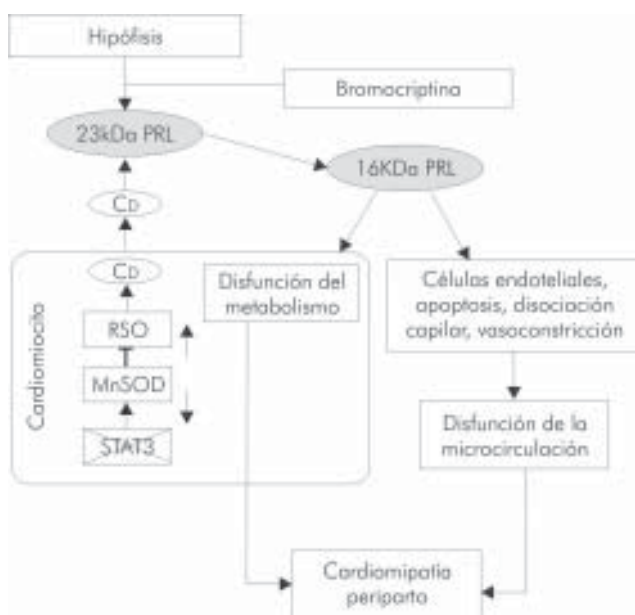 Hipófisis
Bromocriptina
23kDa PRL
16KDa PRL
CD
CD
Disfunción del
metabolismo
Células endoteliales,
apoptosis, disociación
capilar, vasoconstricción
RSO
MnSOD
STAT3
Cardiomiocito
Disfunción de la
microcirculación
Cardiomipatía
periparto